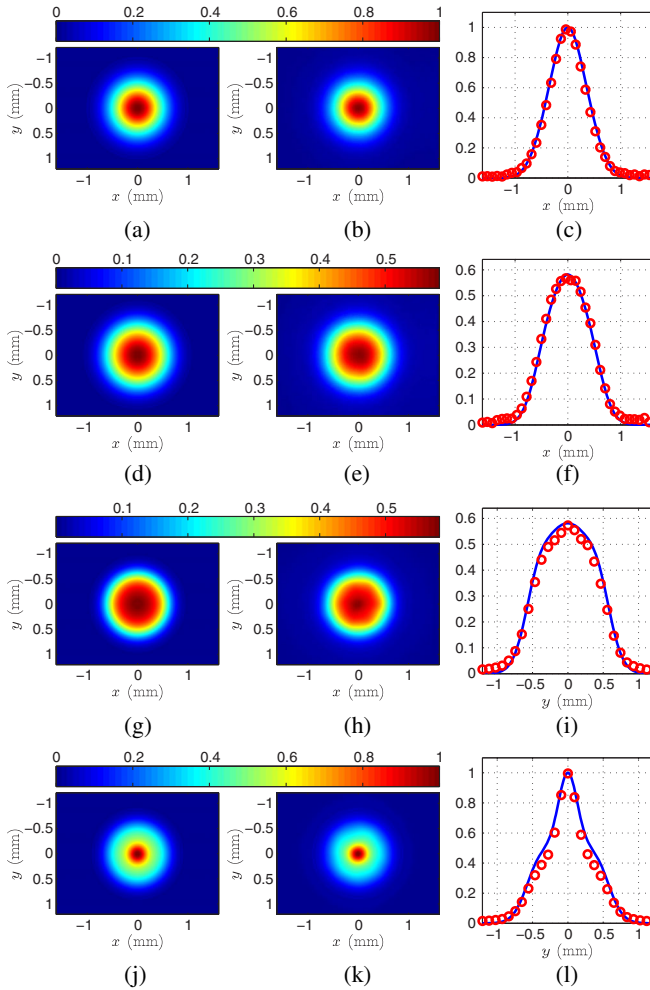 0 0.2 0.4 0.6 0.8 1
−1 −0.5 0 0.5 1
y (mm)
−1 0 1
x (mm)
(a)
−1 −0.5 0 0.5 1
y (mm)
−1 0 1
x (mm)
(b)
1 0.8 0.6 0.4 0.2 0
−1 0 1
x (mm)
(c)
0 0.1 0.2 0.3 0.4 0.5
−1 −0.5 0 0.5 1
y (mm)
−1 0 1
x (mm)
(d)
−1 −0.5 0 0.5 1
y (mm)
−1 0 1
x (mm)
(e)
0.6 0.5 0.4 0.3 0.2 0.1 0
−1 0 1
x (mm)
(f)
0.1 0.2 0.3 0.4 0.5
−1 −0.5 0 0.5 1
y (mm)
−1 0 1
x (mm)
(g)
−1 −0.5 0 0.5 1
y (mm)
−1 0 1
x (mm)
(h)
0.6 0.5 0.4 0.3 0.2 0.1 0
−1 −0.5 0 0.5 1
y (mm)
(i)
0 0.2 0.4 0.6 0.8 1
−1 −0.5 0 0.5 1
y (mm)
−1 0 1
x (mm)
(j)
−1 −0.5 0 0.5 1
y (mm)
−1 0 1
x (mm)
(k)
1 0.8 0.6 0.4 0.2 0
−1 −0.5 0 0.5 1
y (mm)
(l)